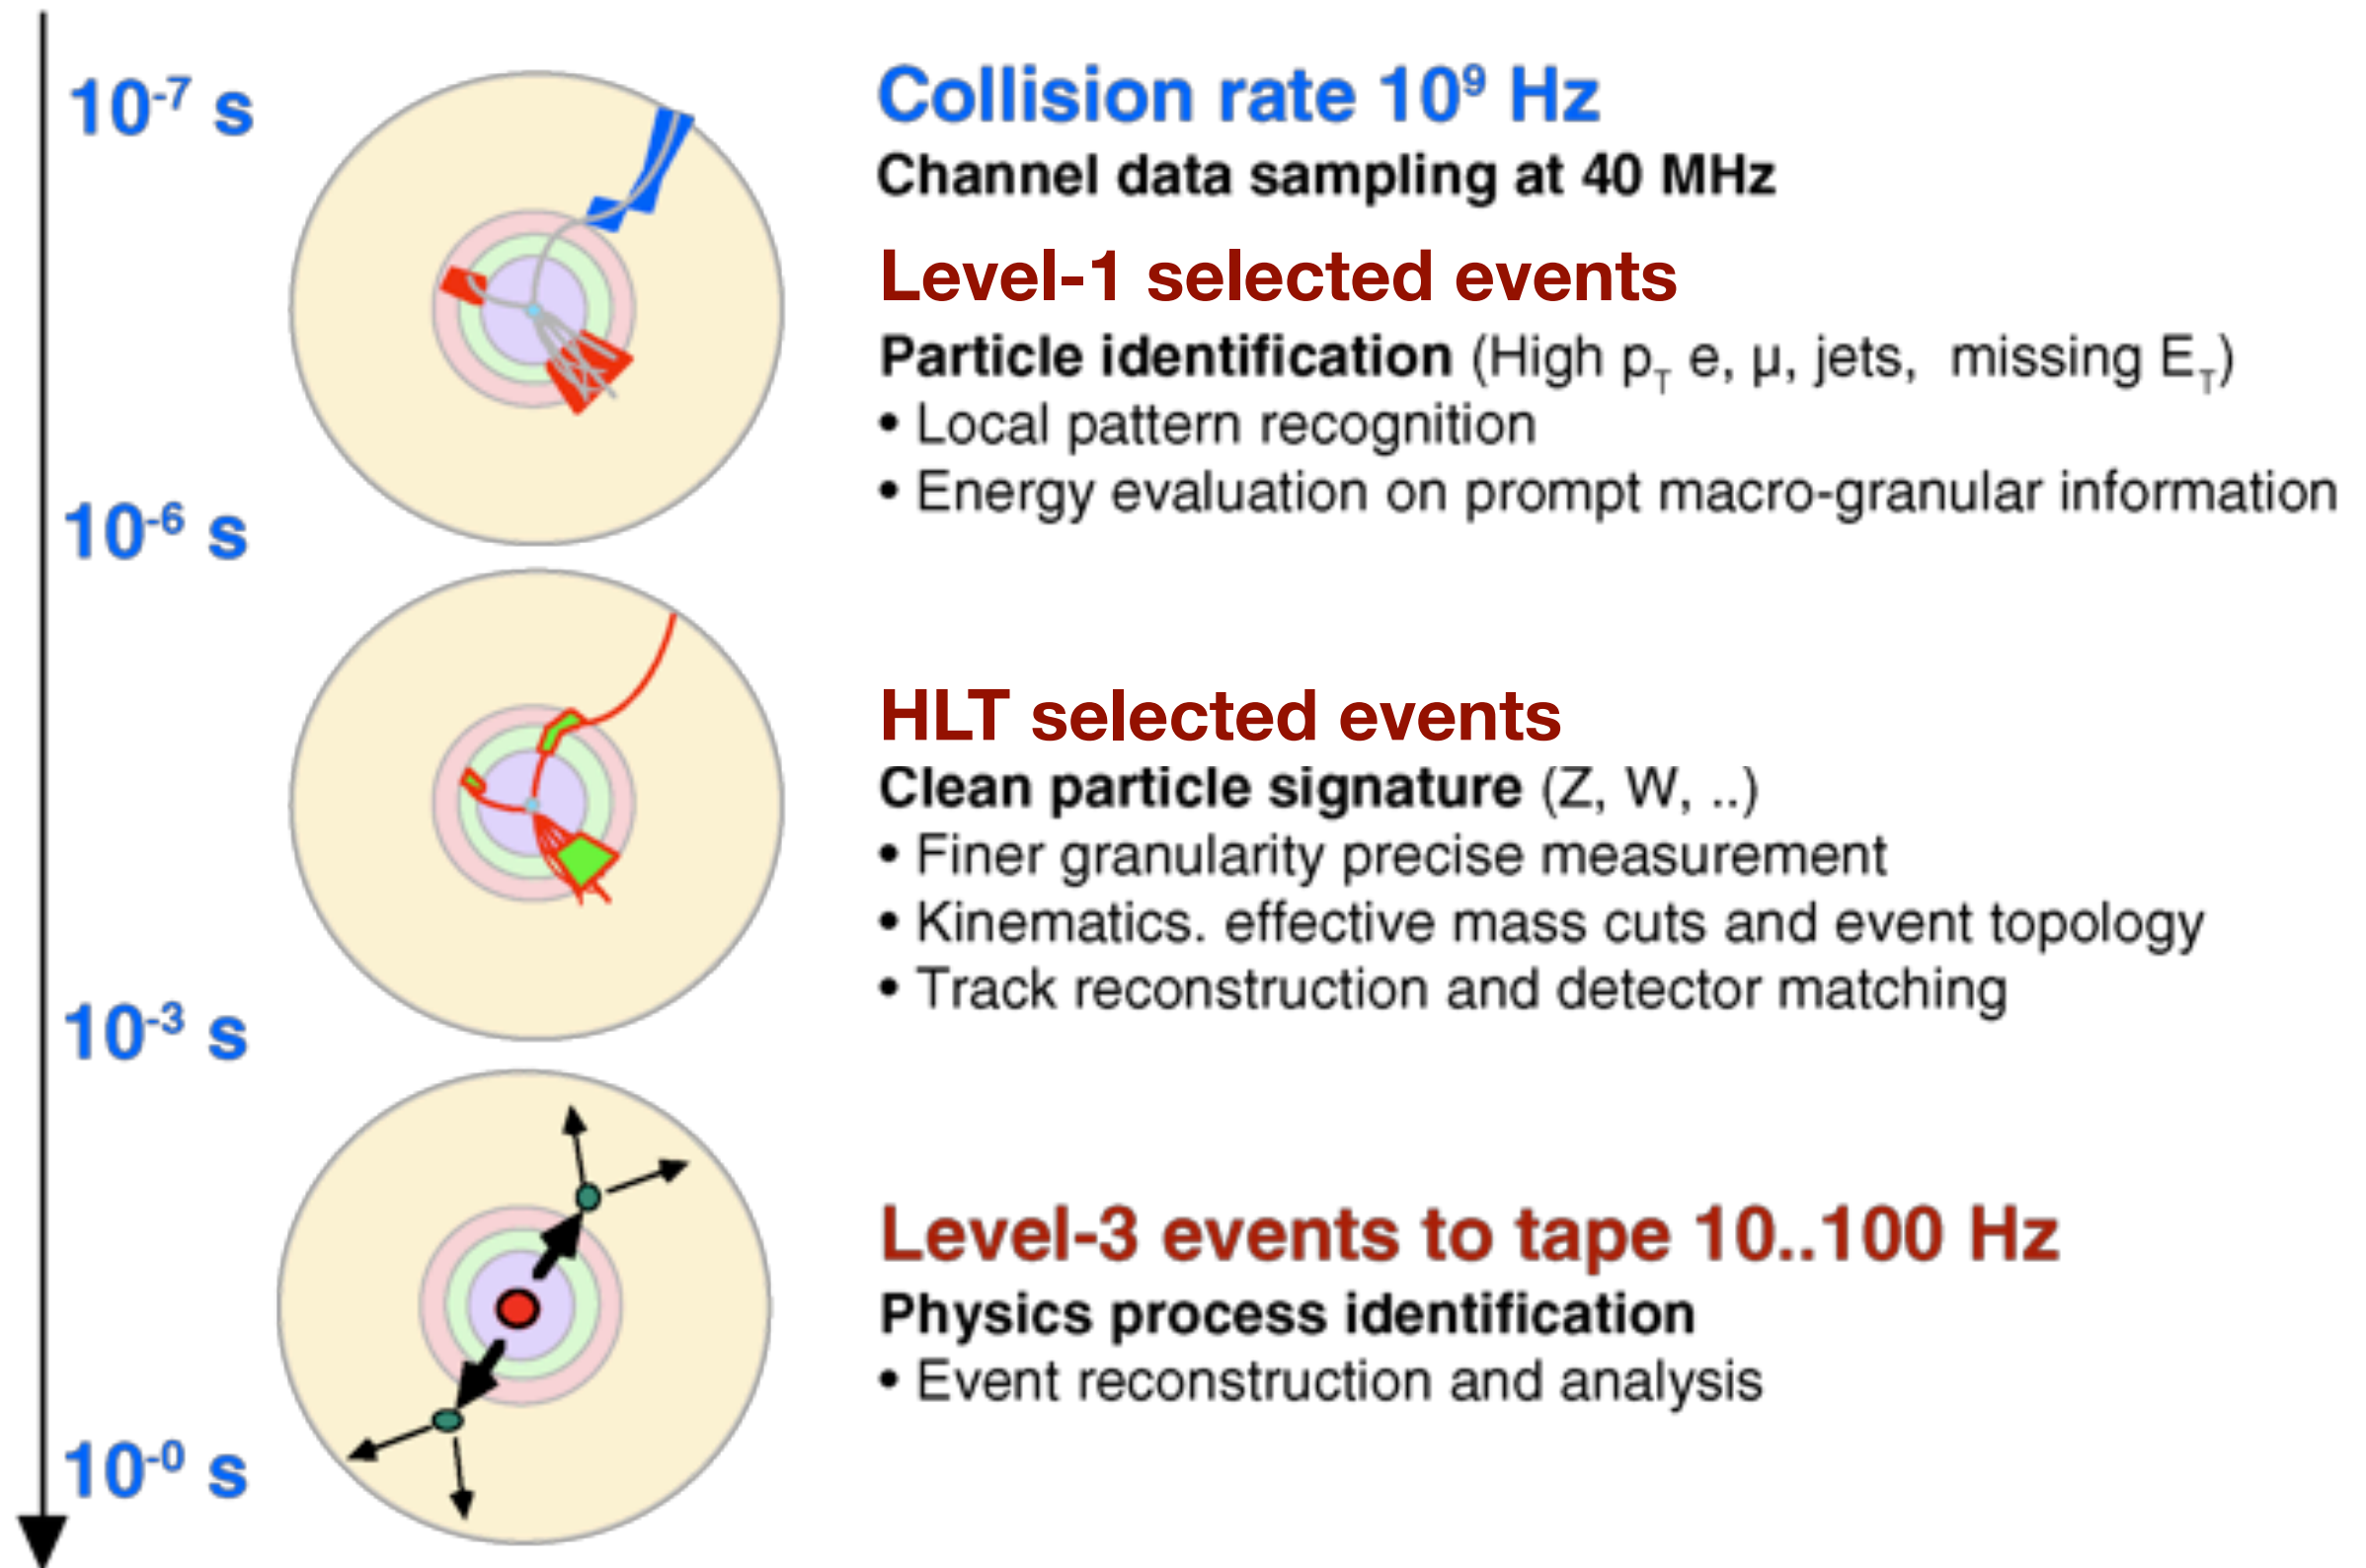 10⁻⁷ s
Collision rate 10⁹ Hz
Channel data sampling at 40 MHz
Level-1 selected events
Particle identification (High p_T e, µ, jets, missing E_T)
• Local pattern recognition
• Energy evaluation on prompt macro-granular information
10⁻⁶ s
HLT selected events
Clean particle signature (Z, W, ..)
• Finer granularity precise measurement
• Kinematics. effective mass cuts and event topology
• Track reconstruction and detector matching
10⁻³ s
Level-3 events to tape 10..100 Hz
Physics process identification
• Event reconstruction and analysis
10⁻⁰ s